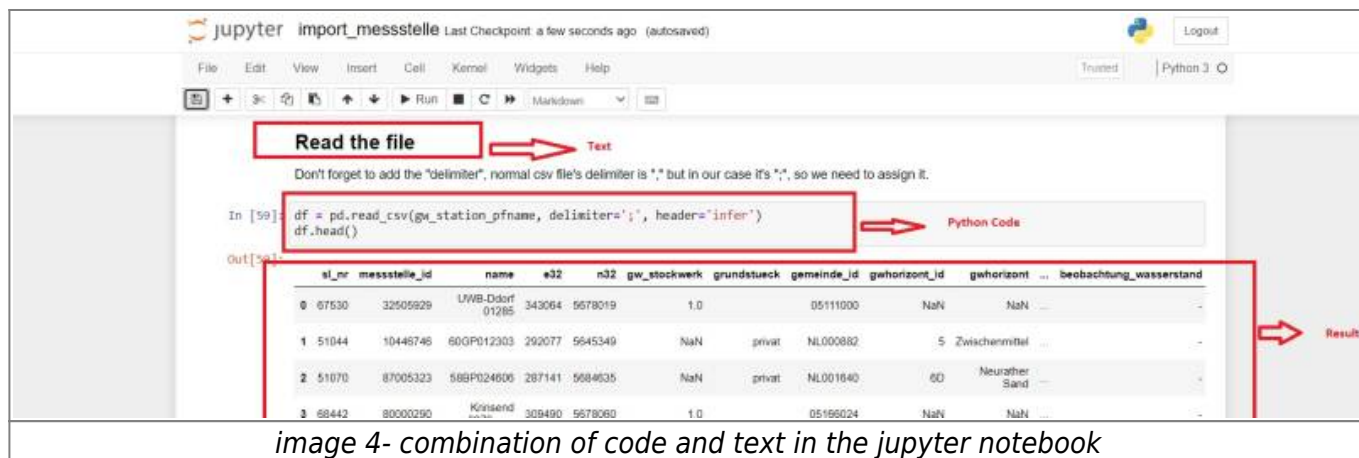 jupyter import_messstelle Last Checkpoint: a few seconds ago (autosaved)
Logout
File Edit View Insert Cell Kernel Widgets Help
Trusted Python 3
Run Markdown
Read the file
Text
Don't forget to add the "delimiter", normal csv file's delimiter is "," but in our case it's ";", so we need to assign it.
In [59]: df = pd.read_csv(gw_station_pfname, delimiter=';', header='infer')
df.head()
Python Code
Out[59]:
sl_nr messstelle_id name e32 n32 gw_stockwerk grundstueck gemeinde_id gwhorizont_id gwhorizont ... beobachtung_wasserstand
0 67530 32505929 UWB-Ddorf 01285 343064 5678019 1.0 05111000 NaN NaN ... -
1 51044 10446746 60GP012303 292077 5645349 NaN privat NL000882 5 Zwischenmittel ... -
Result
2 51070 87005323 58BP024606 287141 5684635 NaN privat NL001640 6D Neurather Sand ... -
3 68442 80000290 309490 5678060 1.0 05166024 NaN NaN ... -
image 4- combination of code and text in the jupyter notebook